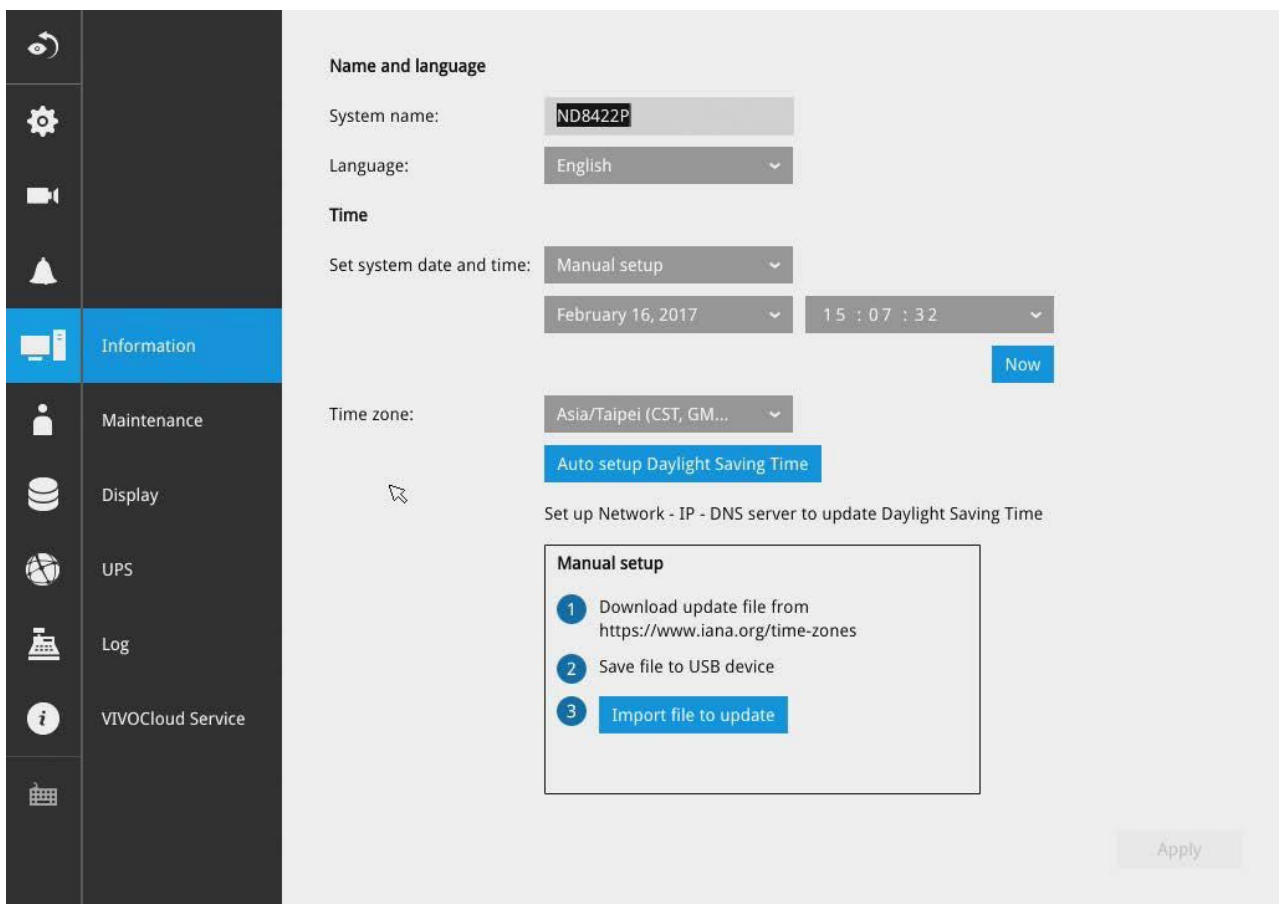 Name and language
System name: ND8422P
Language: English
Time
Set system date and time: Manual setup
February 16, 2017 15 : 07 : 32
Now
Time zone: Asia/Taipei (CST, GM...
Auto setup Daylight Saving Time
Set up Network - IP - DNS server to update Daylight Saving Time
Manual setup
1 Download update file from
https://www.iana.org/time-zones
2 Save file to USB device
3 Import file to update
Apply
Information
Maintenance
Display
UPS
Log
VIVOCloud Service